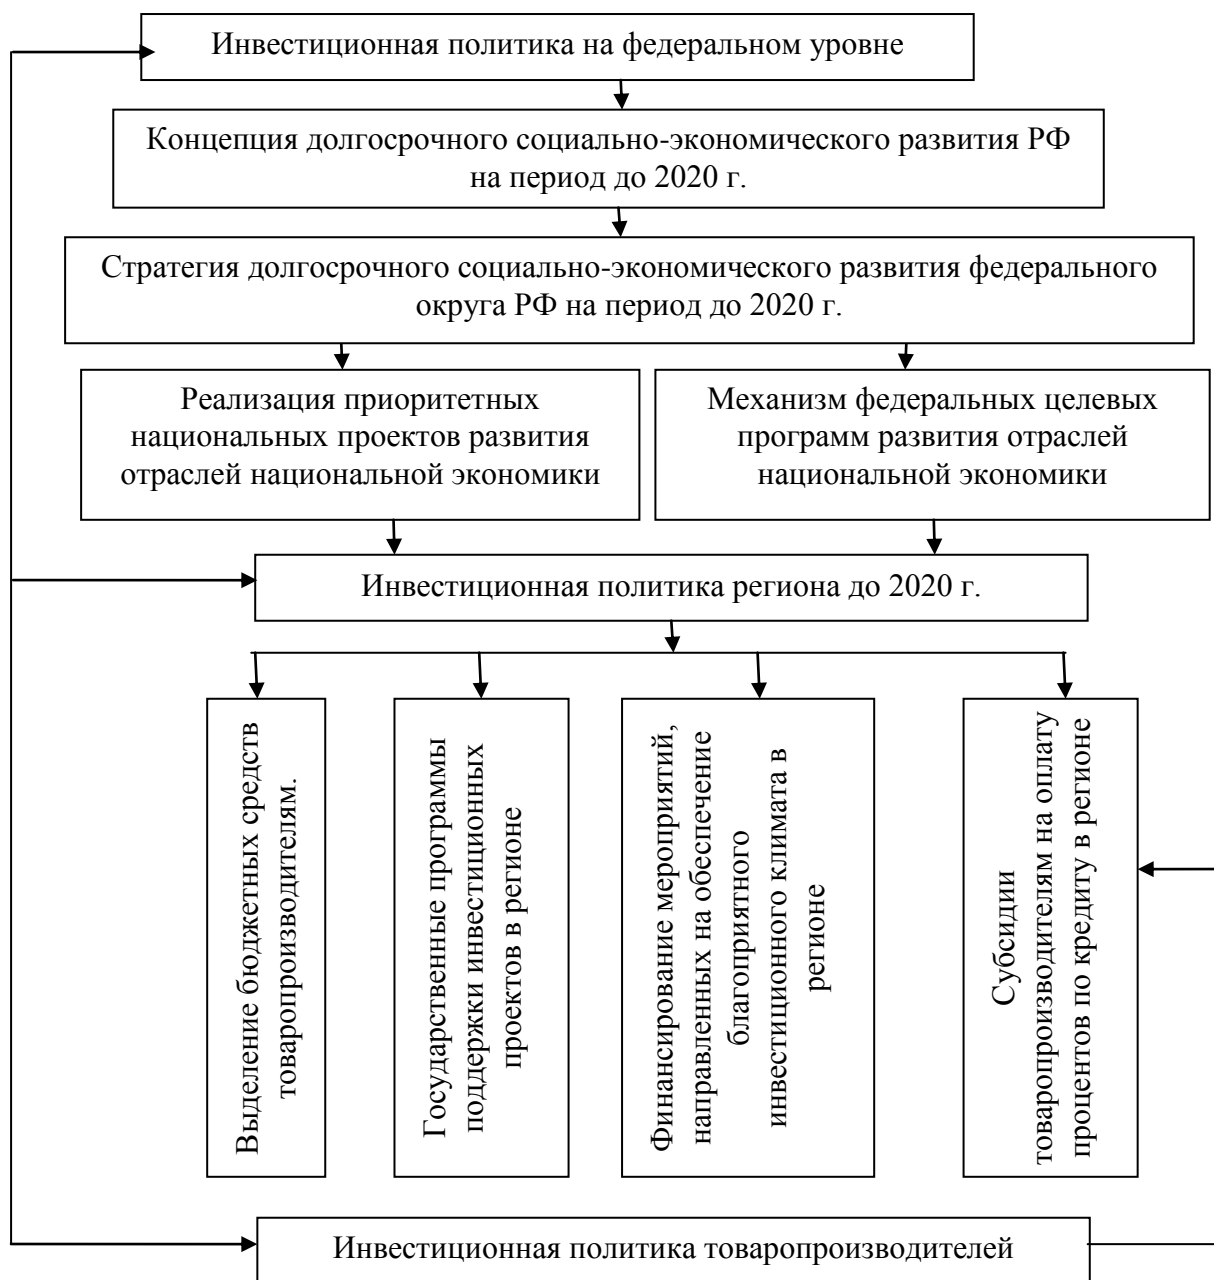 Инвестиционная политика на федеральном уровне
Концепция долгосрочного социально-экономического развития РФ
на период до 2020 г.
Стратегия долгосрочного социально-экономического развития федерального
округа РФ на период до 2020 г.
Реализация приоритетных
национальных проектов развития
отраслей национальной экономики
Механизм федеральных целевых
программ развития отраслей
национальной экономики
Инвестиционная политика региона до 2020 г.
Выделение бюджетных средств
товаропроизводителям.
Государственные программы
поддержки инвестиционных
проектов в регионе
Финансирование мероприятий,
направленных на обеспечение
благоприятного
инвестиционного климата в
регионе
Субсидии
товаропроизводителям на оплату
процентов по кредиту в регионе
Инвестиционная политика товаропроизводителей